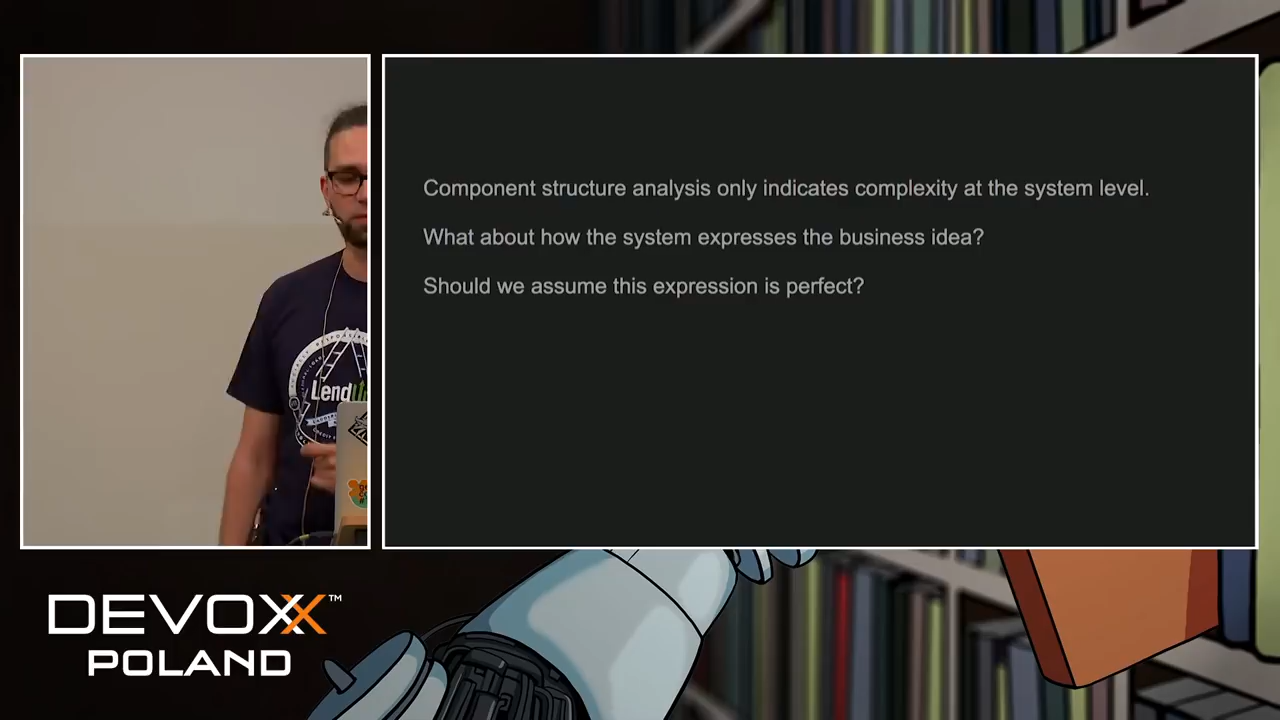 Component structure analysis only indicates complexity at the system level.
What about how the system expresses the business idea?
Should we assume this expression is perfect?
Lend
DEVOXX™
POLAND